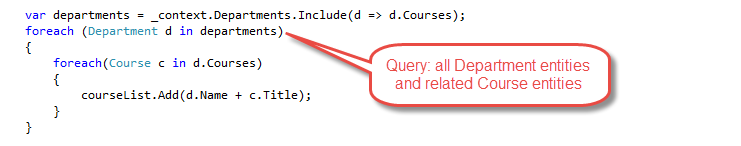 var departments = _context.Departments.Include(d => d.Courses);
foreach (Department d in departments)
{
    foreach(Course c in d.Courses)
    {
        courseList.Add(d.Name + c.Title);
    }
}
Query: all Department entities
and related Course entities